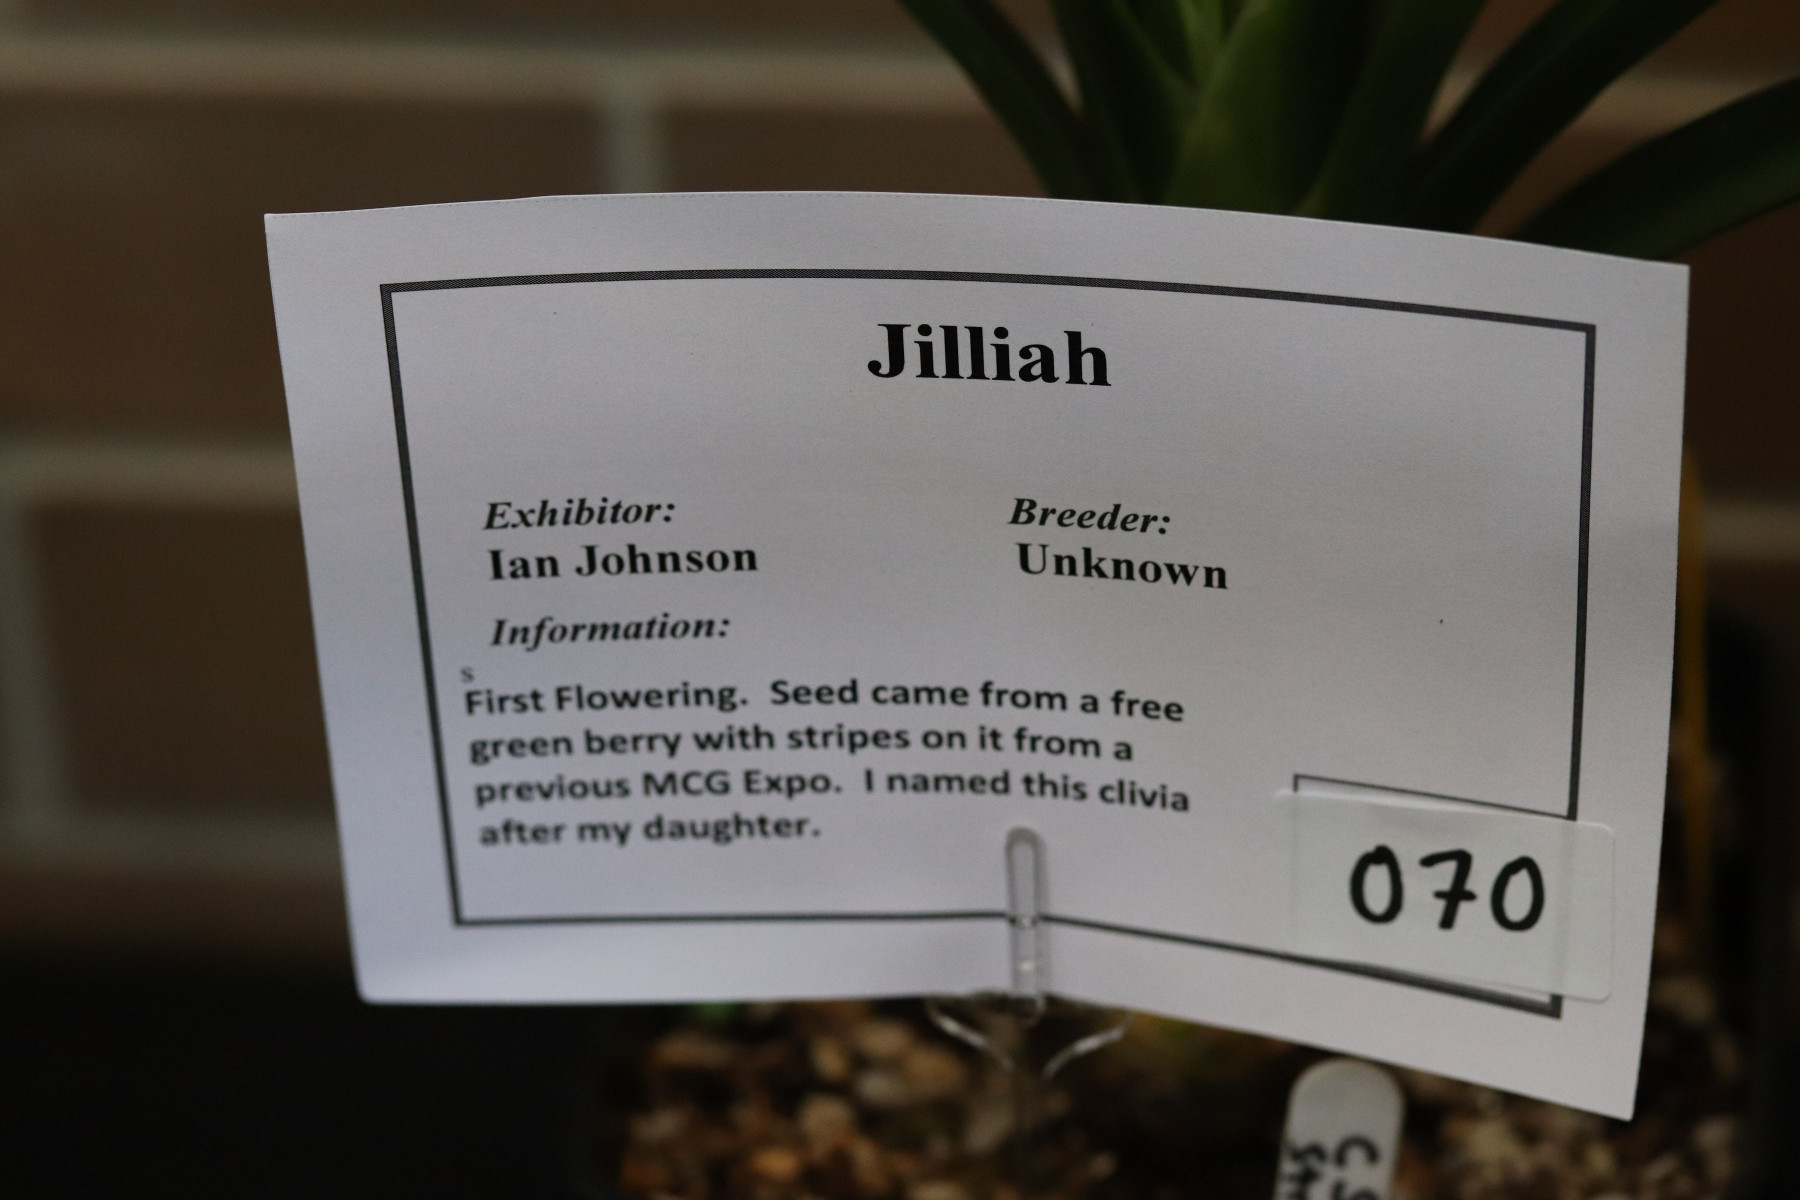 Jilliah
Exhibitor:
Ian Johnson
Breeder:
Unknown
Information:
s
First Flowering.  Seed came from a free
green berry with stripes on it from a
previous MCG Expo.  I named this clivia
after my daughter.
070